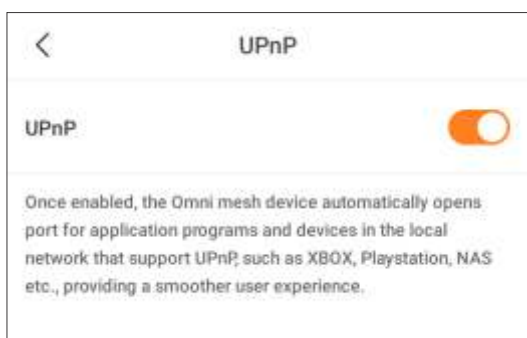 UPnP
UPnP
Once enabled, the Omni mesh device automatically opens
port for application programs and devices in the local
network that support UPnP, such as XBOX, Playstation, NAS
etc., providing a smoother user experience.